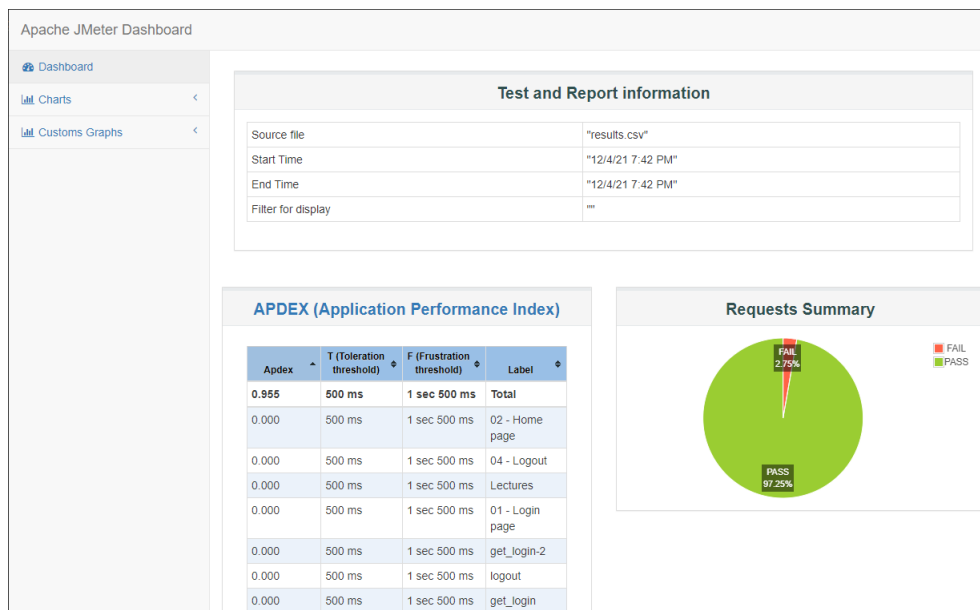 Apache JMeter Dashboard
Dashboard
Charts
Customs Graphs
Test and Report information
Source file "results.csv"
Start Time "12/4/21 7:42 PM"
End Time "12/4/21 7:42 PM"
Filter for display ""
APDEX (Application Performance Index)
Apdex T (Toleration threshold) F (Frustration threshold) Label
0.955 500 ms 1 sec 500 ms Total
0.000 500 ms 1 sec 500 ms 02 - Home page
0.000 500 ms 1 sec 500 ms 04 - Logout
0.000 500 ms 1 sec 500 ms Lectures
0.000 500 ms 1 sec 500 ms 01 - Login page
0.000 500 ms 1 sec 500 ms get_login-2
0.000 500 ms 1 sec 500 ms logout
0.000 500 ms 1 sec 500 ms get_login
Requests Summary
FAIL
2.75%
PASS
97.25%
FAIL
PASS